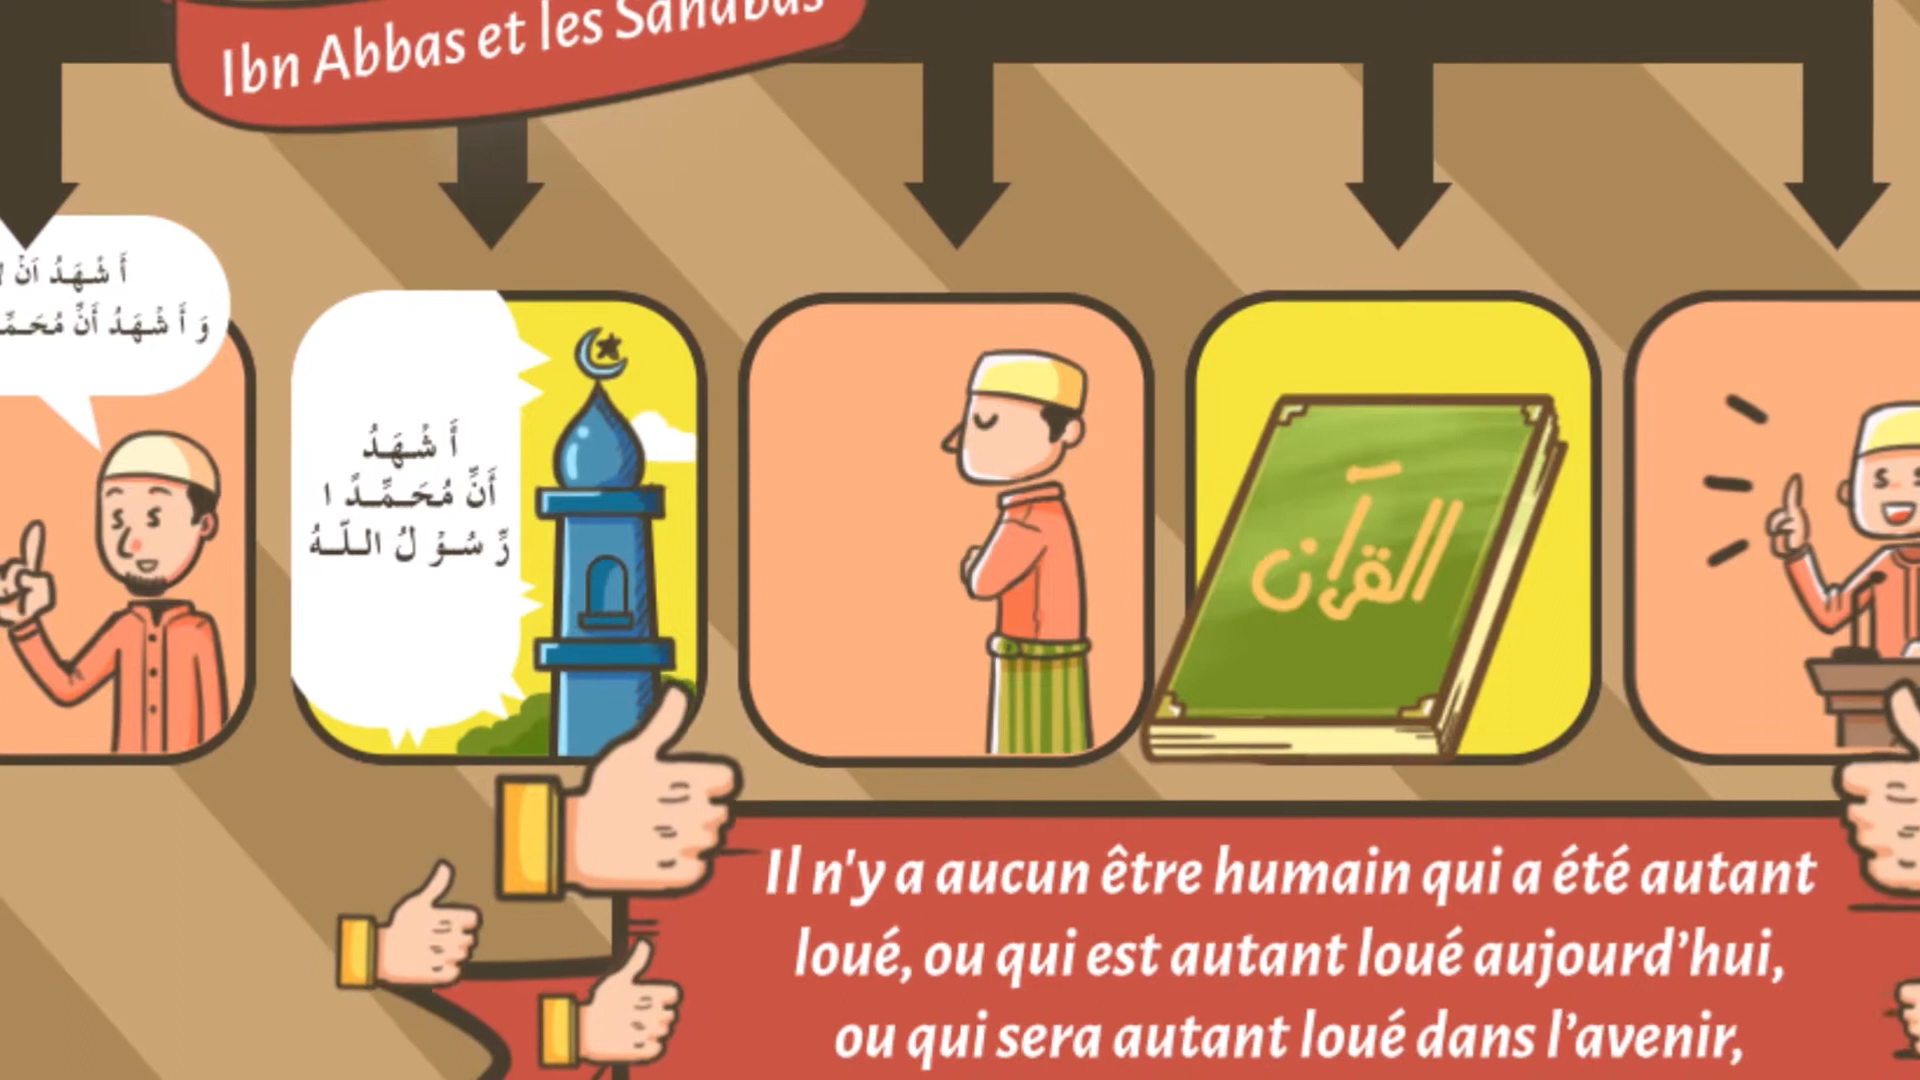 Ibn Abbas et les Sahabas
أَ شْهَدُ اَنْ
وَ أَ شْهَدُ أَنَّ مُحَمَّ
أَ شْهَدُ
أَنَّ مُحَمَّدً ا
رَّ سُوْ لُ اللّهُ
القرآن
Il n'y a aucun être humain qui a été autant
loué, ou qui est autant loué aujourd’hui,
ou qui sera autant loué dans l’avenir,